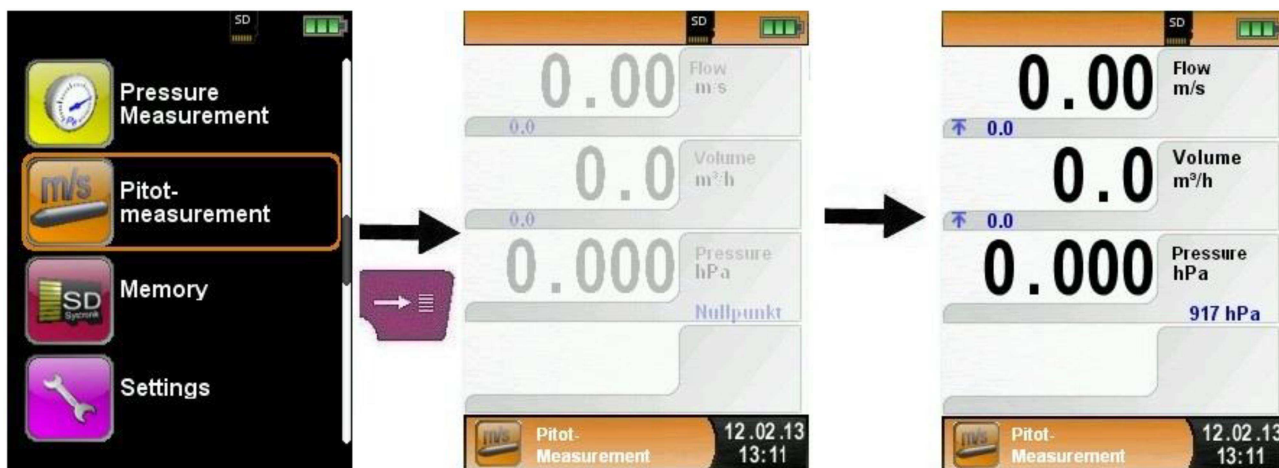 SD
Pressure
Measurement
m/s
Pitot-
measurement
SD
Sycronik
Memory
Settings
SD
0.00
Flow
m/s
0.0
0.0
Volume
m³/h
0.0
0.000
Pressure
hPa
Nullpunkt
m/s
Pitot-
Measurement
12.02.13
13:11
SD
0.00
Flow
m/s
0.0
0.0
Volume
m³/h
0.0
0.000
Pressure
hPa
917 hPa
m/s
Pitot-
Measurement
12.02.13
13:11